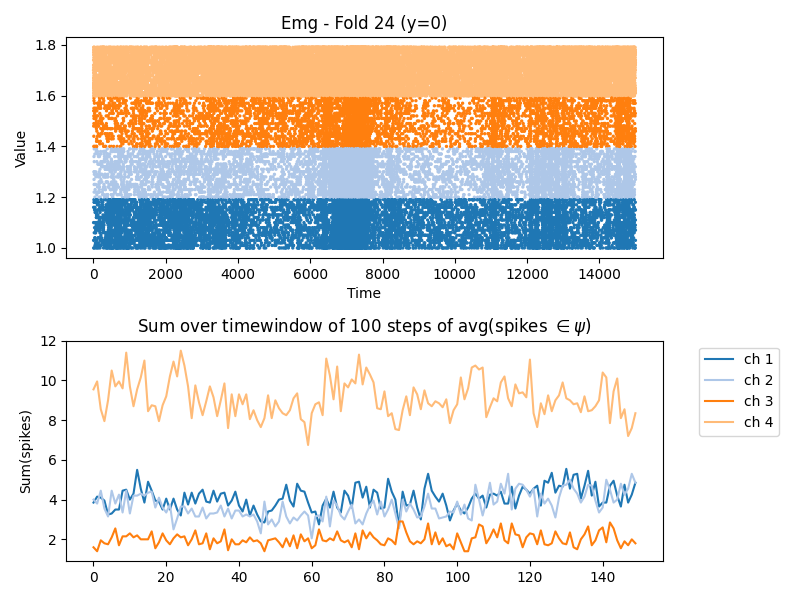 Emg - Fold 24 (y=0)
Value
1.8
1.6
1.4
1.2
1.0
0 2000 4000 6000 8000 10000 12000 14000
Time
Sum over timewindow of 100 steps of avg(spikes ∈ψ)
Sum(spikes)
12
10
8
6
4
2
0 20 40 60 80 100 120 140
ch 1
ch 2
ch 3
ch 4